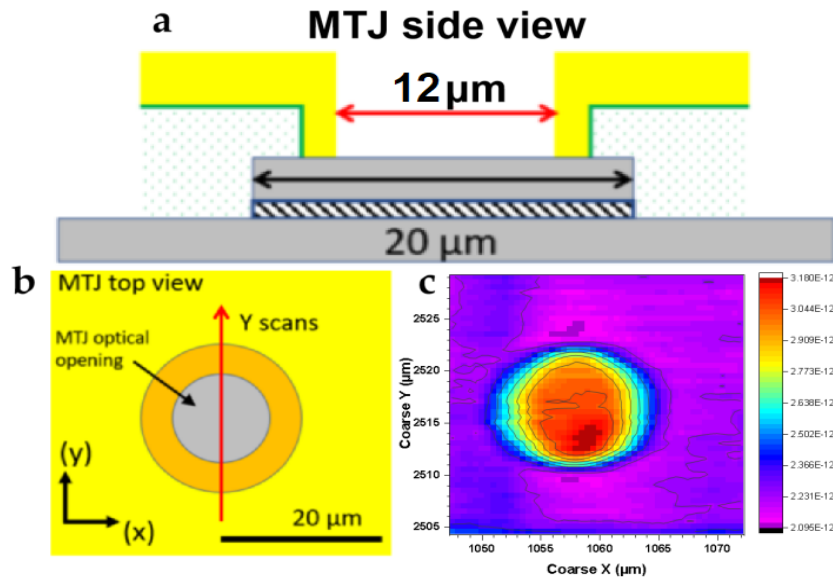 a
MTJ side view
12 µm
20 µm
b
MTJ top view
Y scans
MTJ optical
opening
(y)
(x)
20 µm
c
Coarse Y (µm)
2525
2520
2515
2510
2505
1050 1055 1060 1065 1070
Coarse X (µm)
3.180E-12
3.044E-12
2.909E-12
2.773E-12
2.638E-12
2.502E-12
2.366E-12
2.231E-12
2.095E-12